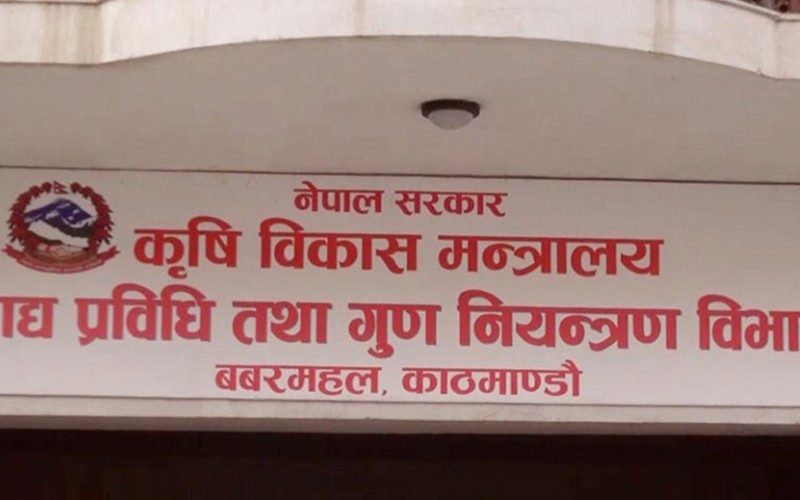 नेपाल सरकार
कृषि विकास मन्त्रालय
ाद्य प्रविधि तथा गुण नियन्त्रण विभा
बबरमहल, काठमाण्डौ